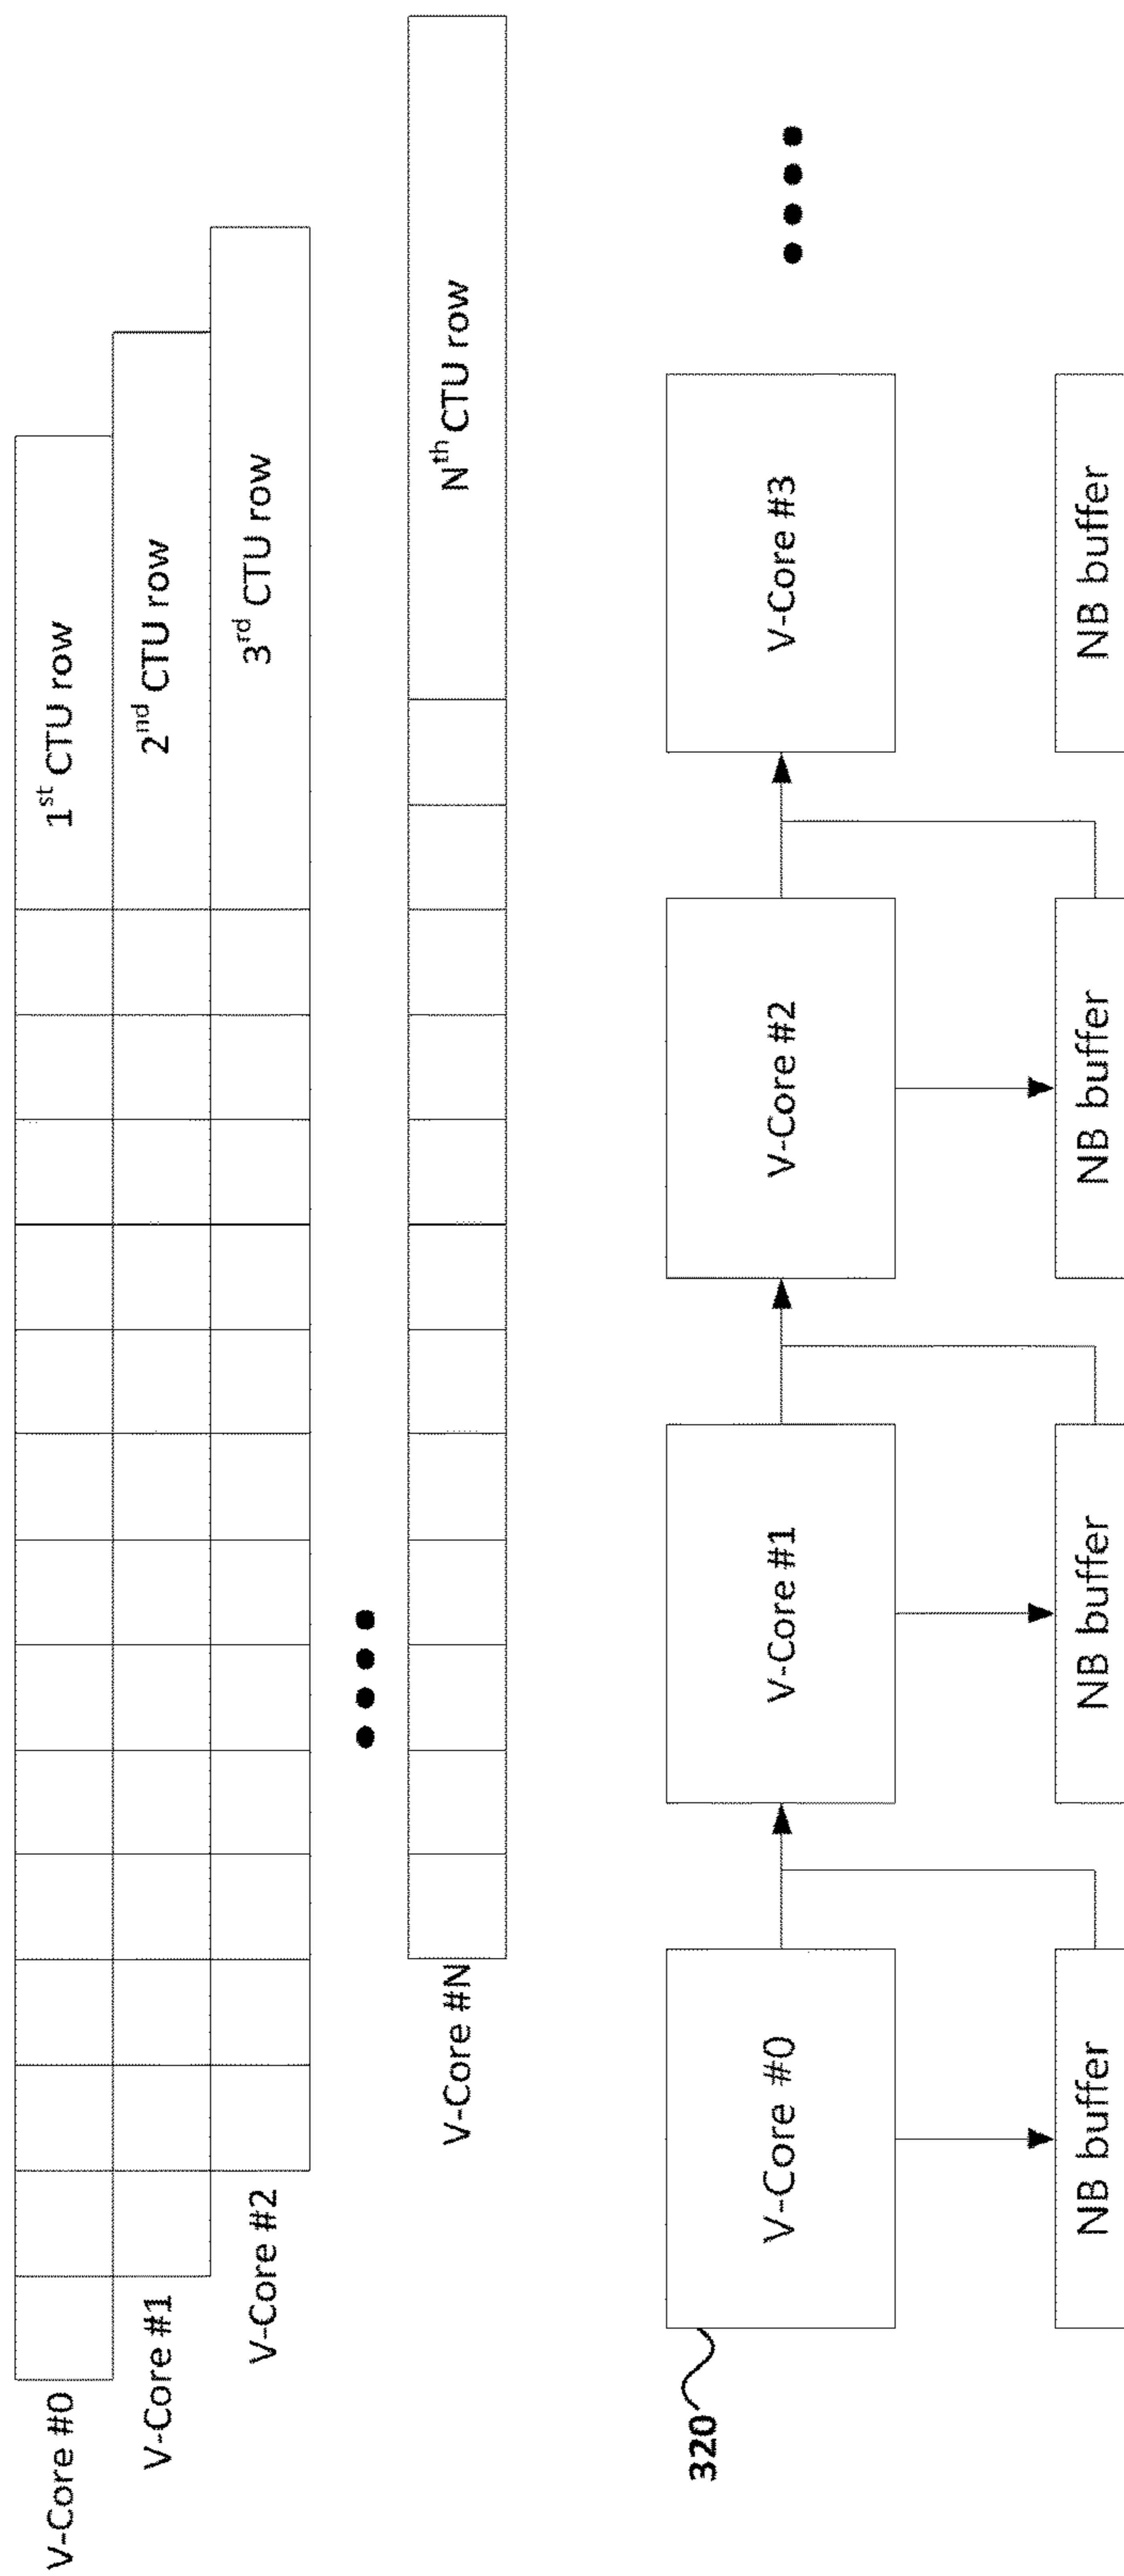 V-Core #0
1st CTU row
V-Core #1
2nd CTU row
V-Core #2
3rd CTU row
V-Core #N
Nth CTU row
320
V-Core #0
V-Core #1
V-Core #2
V-Core #3
NB buffer
NB buffer
NB buffer
NB buffer